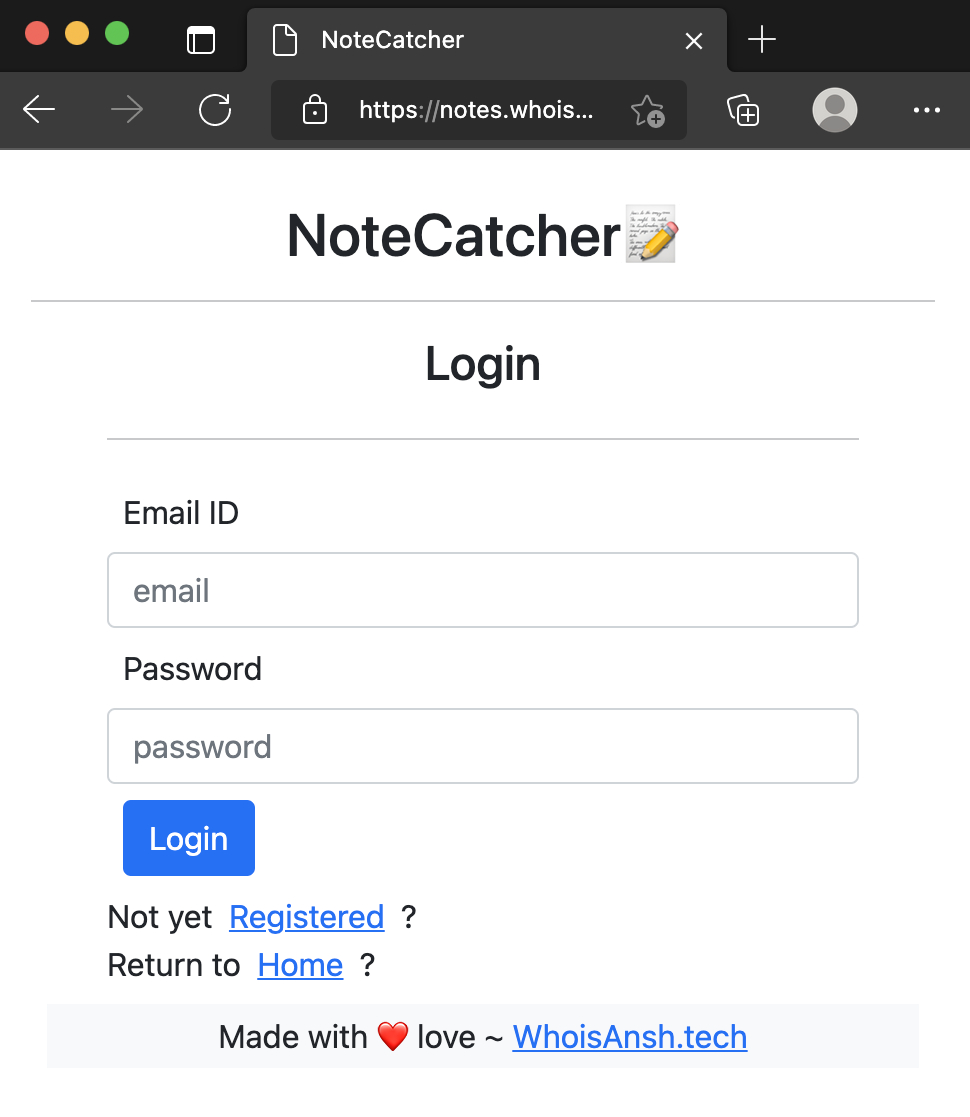 NoteCatcher
https://notes.whois...
NoteCatcher📝
Login
Email ID
email
Password
password
Login
Not yet Registered ?
Return to Home ?
Made with ❤️ love ~ WhoisAnsh.tech